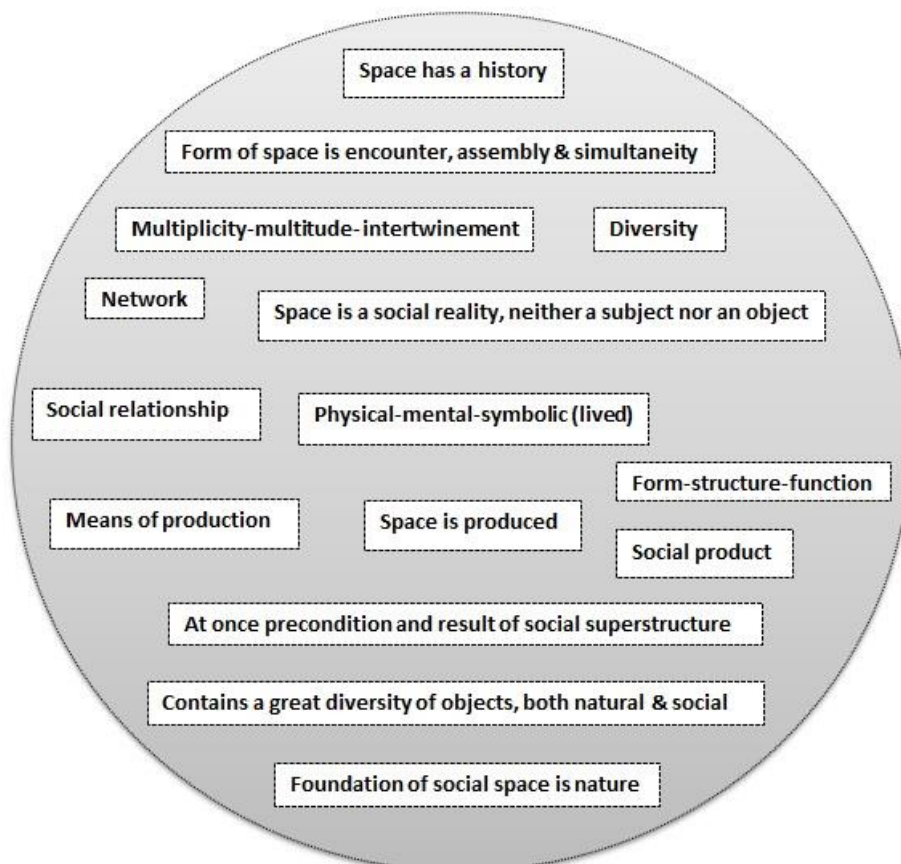 Space has a history
Form of space is encounter, assembly & simultaneity
Multiplicity-multitude-intertwinement
Diversity
Network
Space is a social reality, neither a subject nor an object
Social relationship
Physical-mental-symbolic (lived)
Form-structure-function
Means of production
Space is produced
Social product
At once precondition and result of social superstructure
Contains a great diversity of objects, both natural & social
Foundation of social space is nature